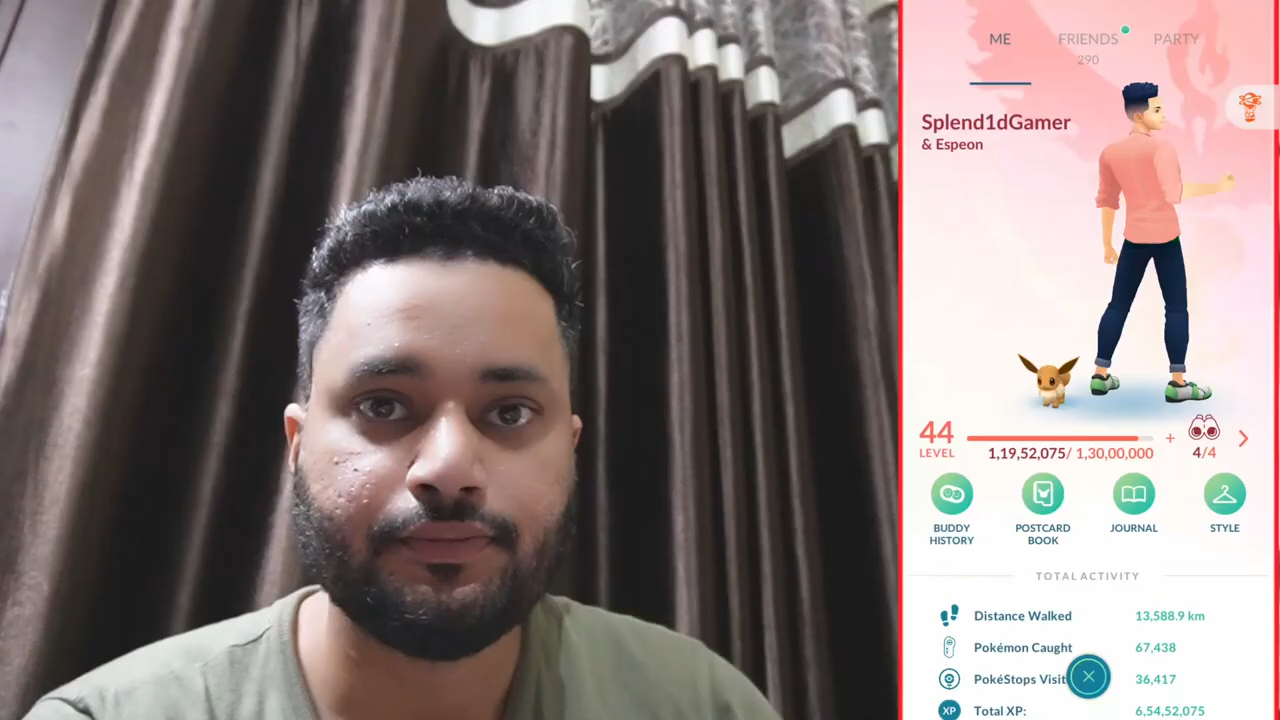 ME
FRIENDS
PARTY
290
Splend1dGamer
& Espeon
44
LEVEL
1,19,52,075/ 1,30,00,000
+
4/4
BUDDY
HISTORY
POSTCARD
BOOK
JOURNAL
STYLE
TOTAL ACTIVITY
Distance Walked 13,588.9 km
Pokémon Caught 67,438
PokéStops Visit 36,417
XP Total XP: 6,54,52,075